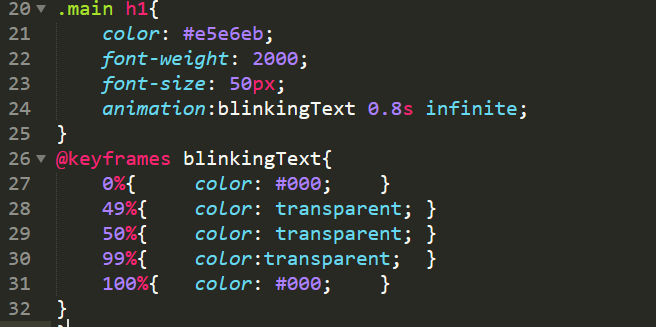 20 .main h1{
21 color: #e5e6eb;
22 font-weight: 2000;
23 font-size: 50px;
24 animation:blinkingText 0.8s infinite;
25 }
26 @keyframes blinkingText{
27 0%{ color: #000; }
28 49%{ color: transparent; }
29 50%{ color: transparent; }
30 99%{ color:transparent; }
31 100%{ color: #000; }
32 }